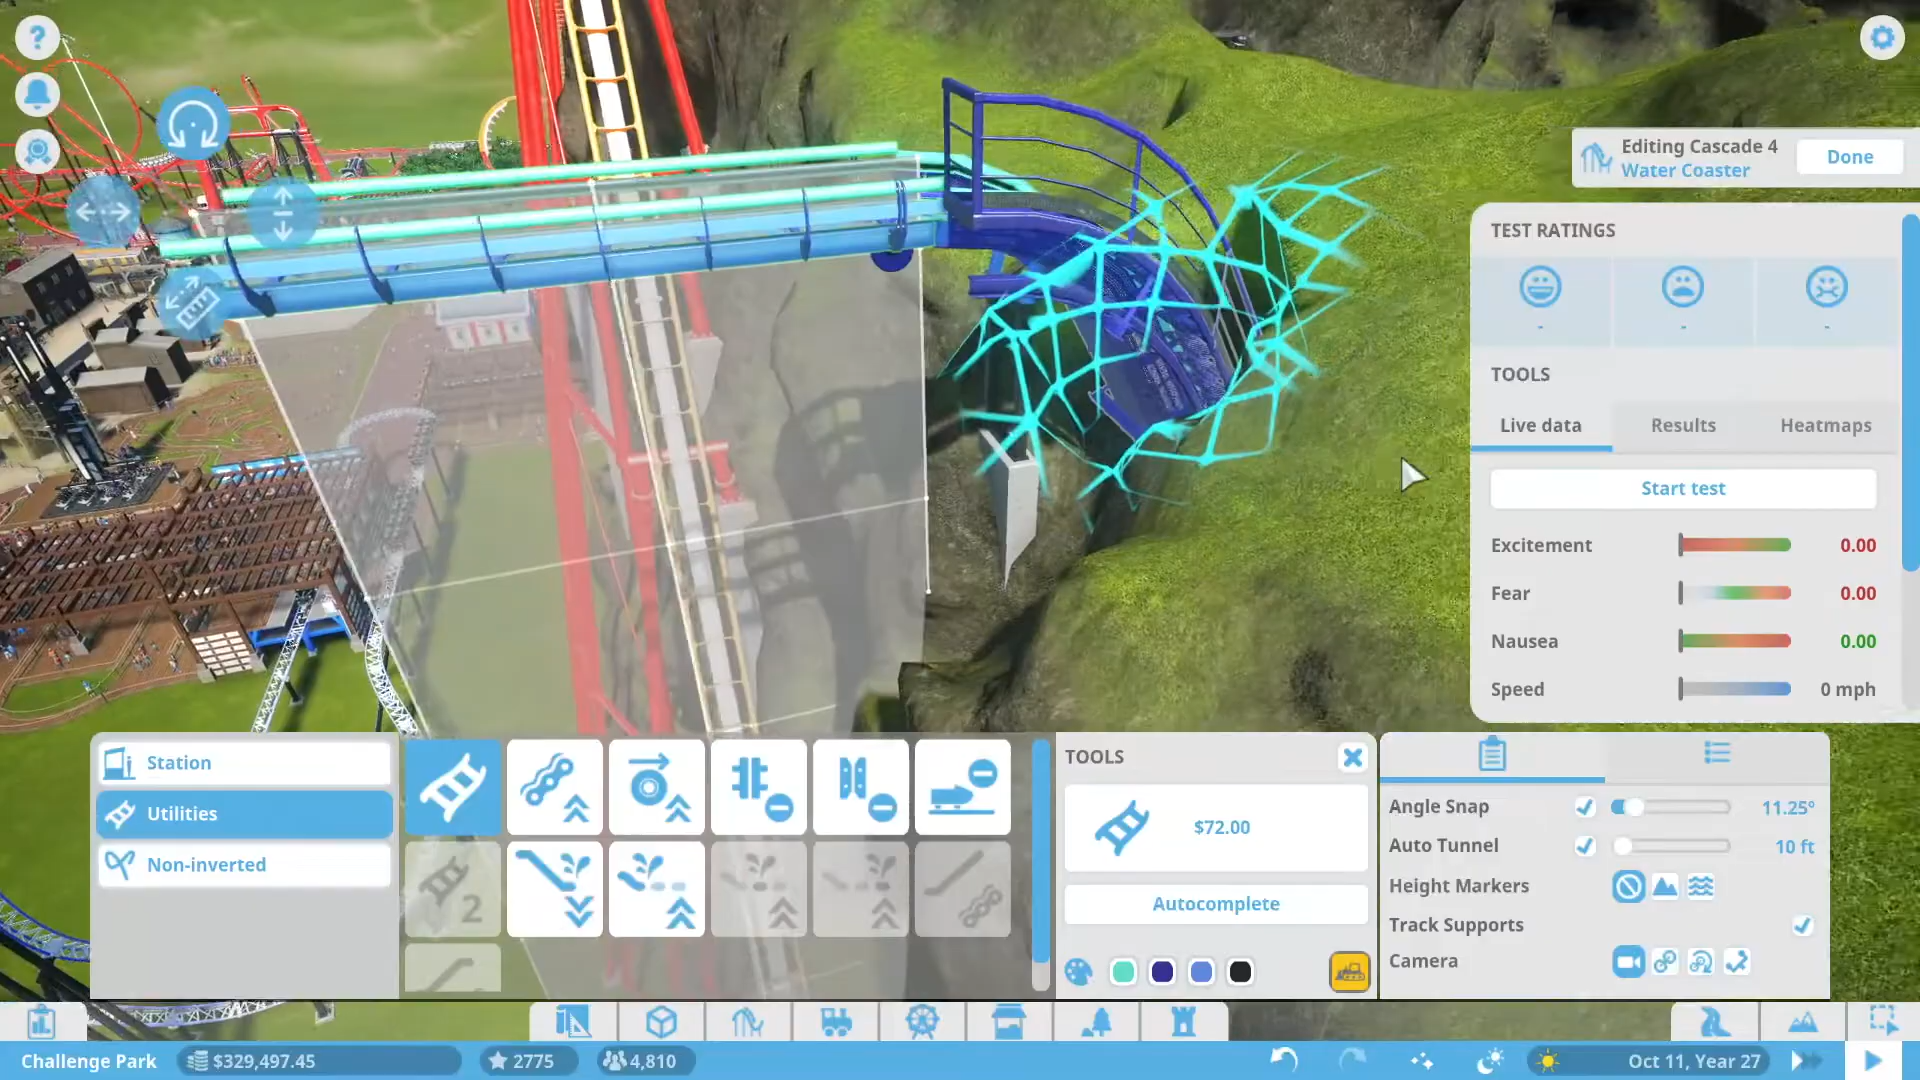 ?
Editing Cascade 4
Water Coaster
Done
TEST RATINGS
- - -
TOOLS
Live data
Results
Heatmaps
Start test
Excitement 0.00
Fear 0.00
Nausea 0.00
Speed 0 mph
Station
Utilities
Non-inverted
2
TOOLS
$72.00
Autocomplete
Angle Snap 11.25°
Auto Tunnel 10 ft
Height Markers
Track Supports
Camera
Challenge Park
$329,497.45
2775
4,810
Oct 11, Year 27